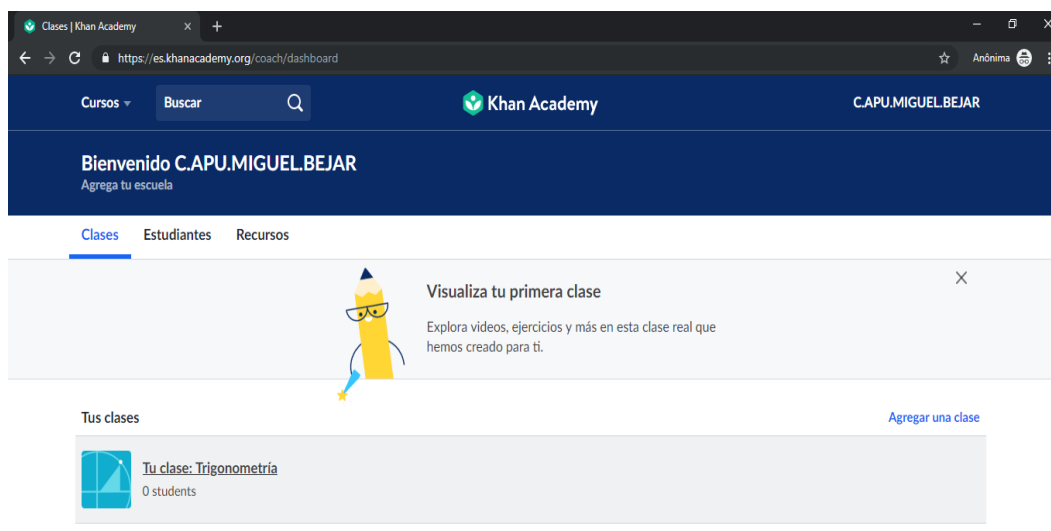 Clases | Khan Academy
https://es.khanacademy.org/coach/dashboard
Anônima
Cursos
Buscar
Khan Academy
C.APU.MIGUEL.BEJAR
Bienvenido C.APU.MIGUEL.BEJAR
Agrega tu escuela
Clases Estudiantes Recursos
Visualiza tu primera clase
Explora videos, ejercicios y más en esta clase real que
hemos creado para ti.
Tus clases
Agregar una clase
Tu clase: Trigonometría
0 students